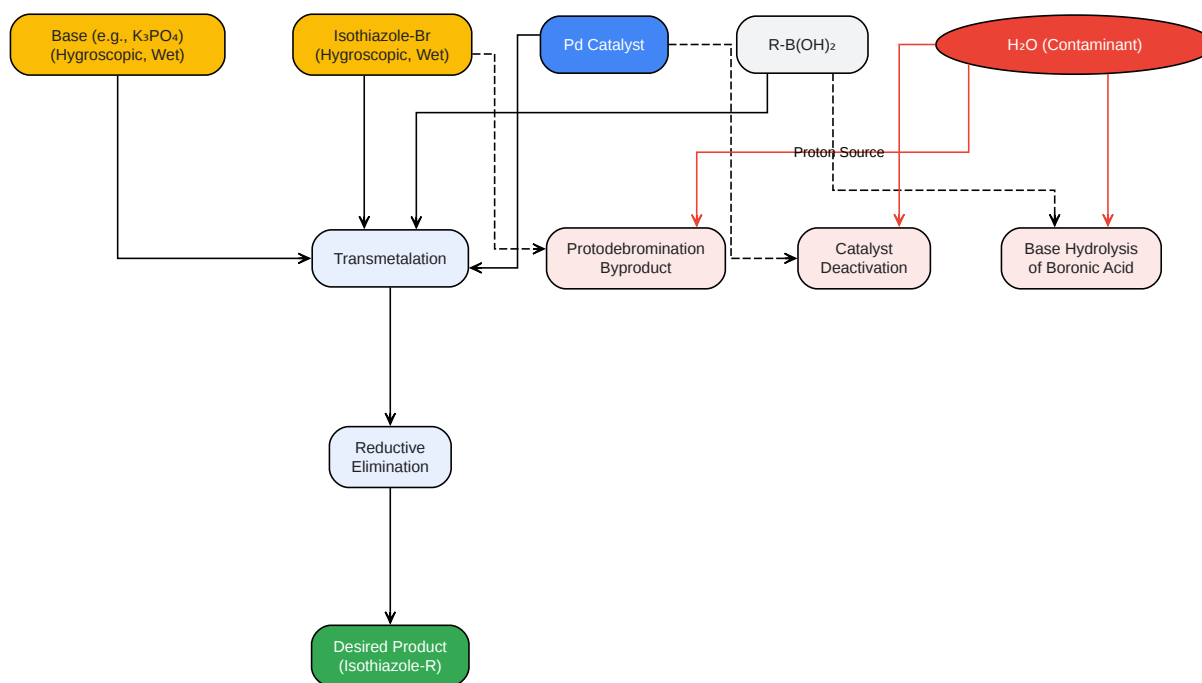 Base (e.g., K₃PO₄)
(Hygroscopic, Wet)
Isothiazole-Br
(Hygroscopic, Wet)
Pd Catalyst
R-B(OH)₂
H₂O (Contaminant)
Proton Source
Transmetalation
Protodebromination
Byproduct
Catalyst
Deactivation
Base Hydrolysis
of Boronic Acid
Reductive
Elimination
Desired Product
(Isothiazole-R)